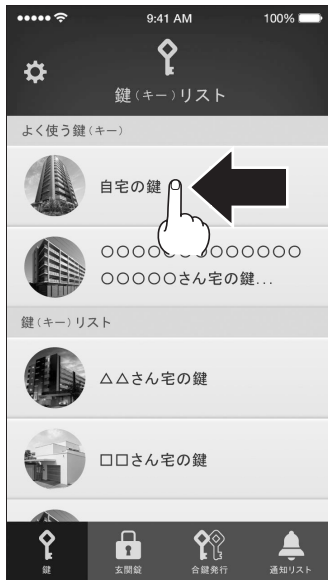 9:41 AM
100%
鍵(キー)リスト
よく使う鍵(キー)
自宅の鍵
○○○○○○○○○○○○○
○○○○○さん宅の鍵...
鍵(キー)リスト
△△さん宅の鍵
□□さん宅の鍵
鍵
玄関錠
合鍵発行
通知リスト